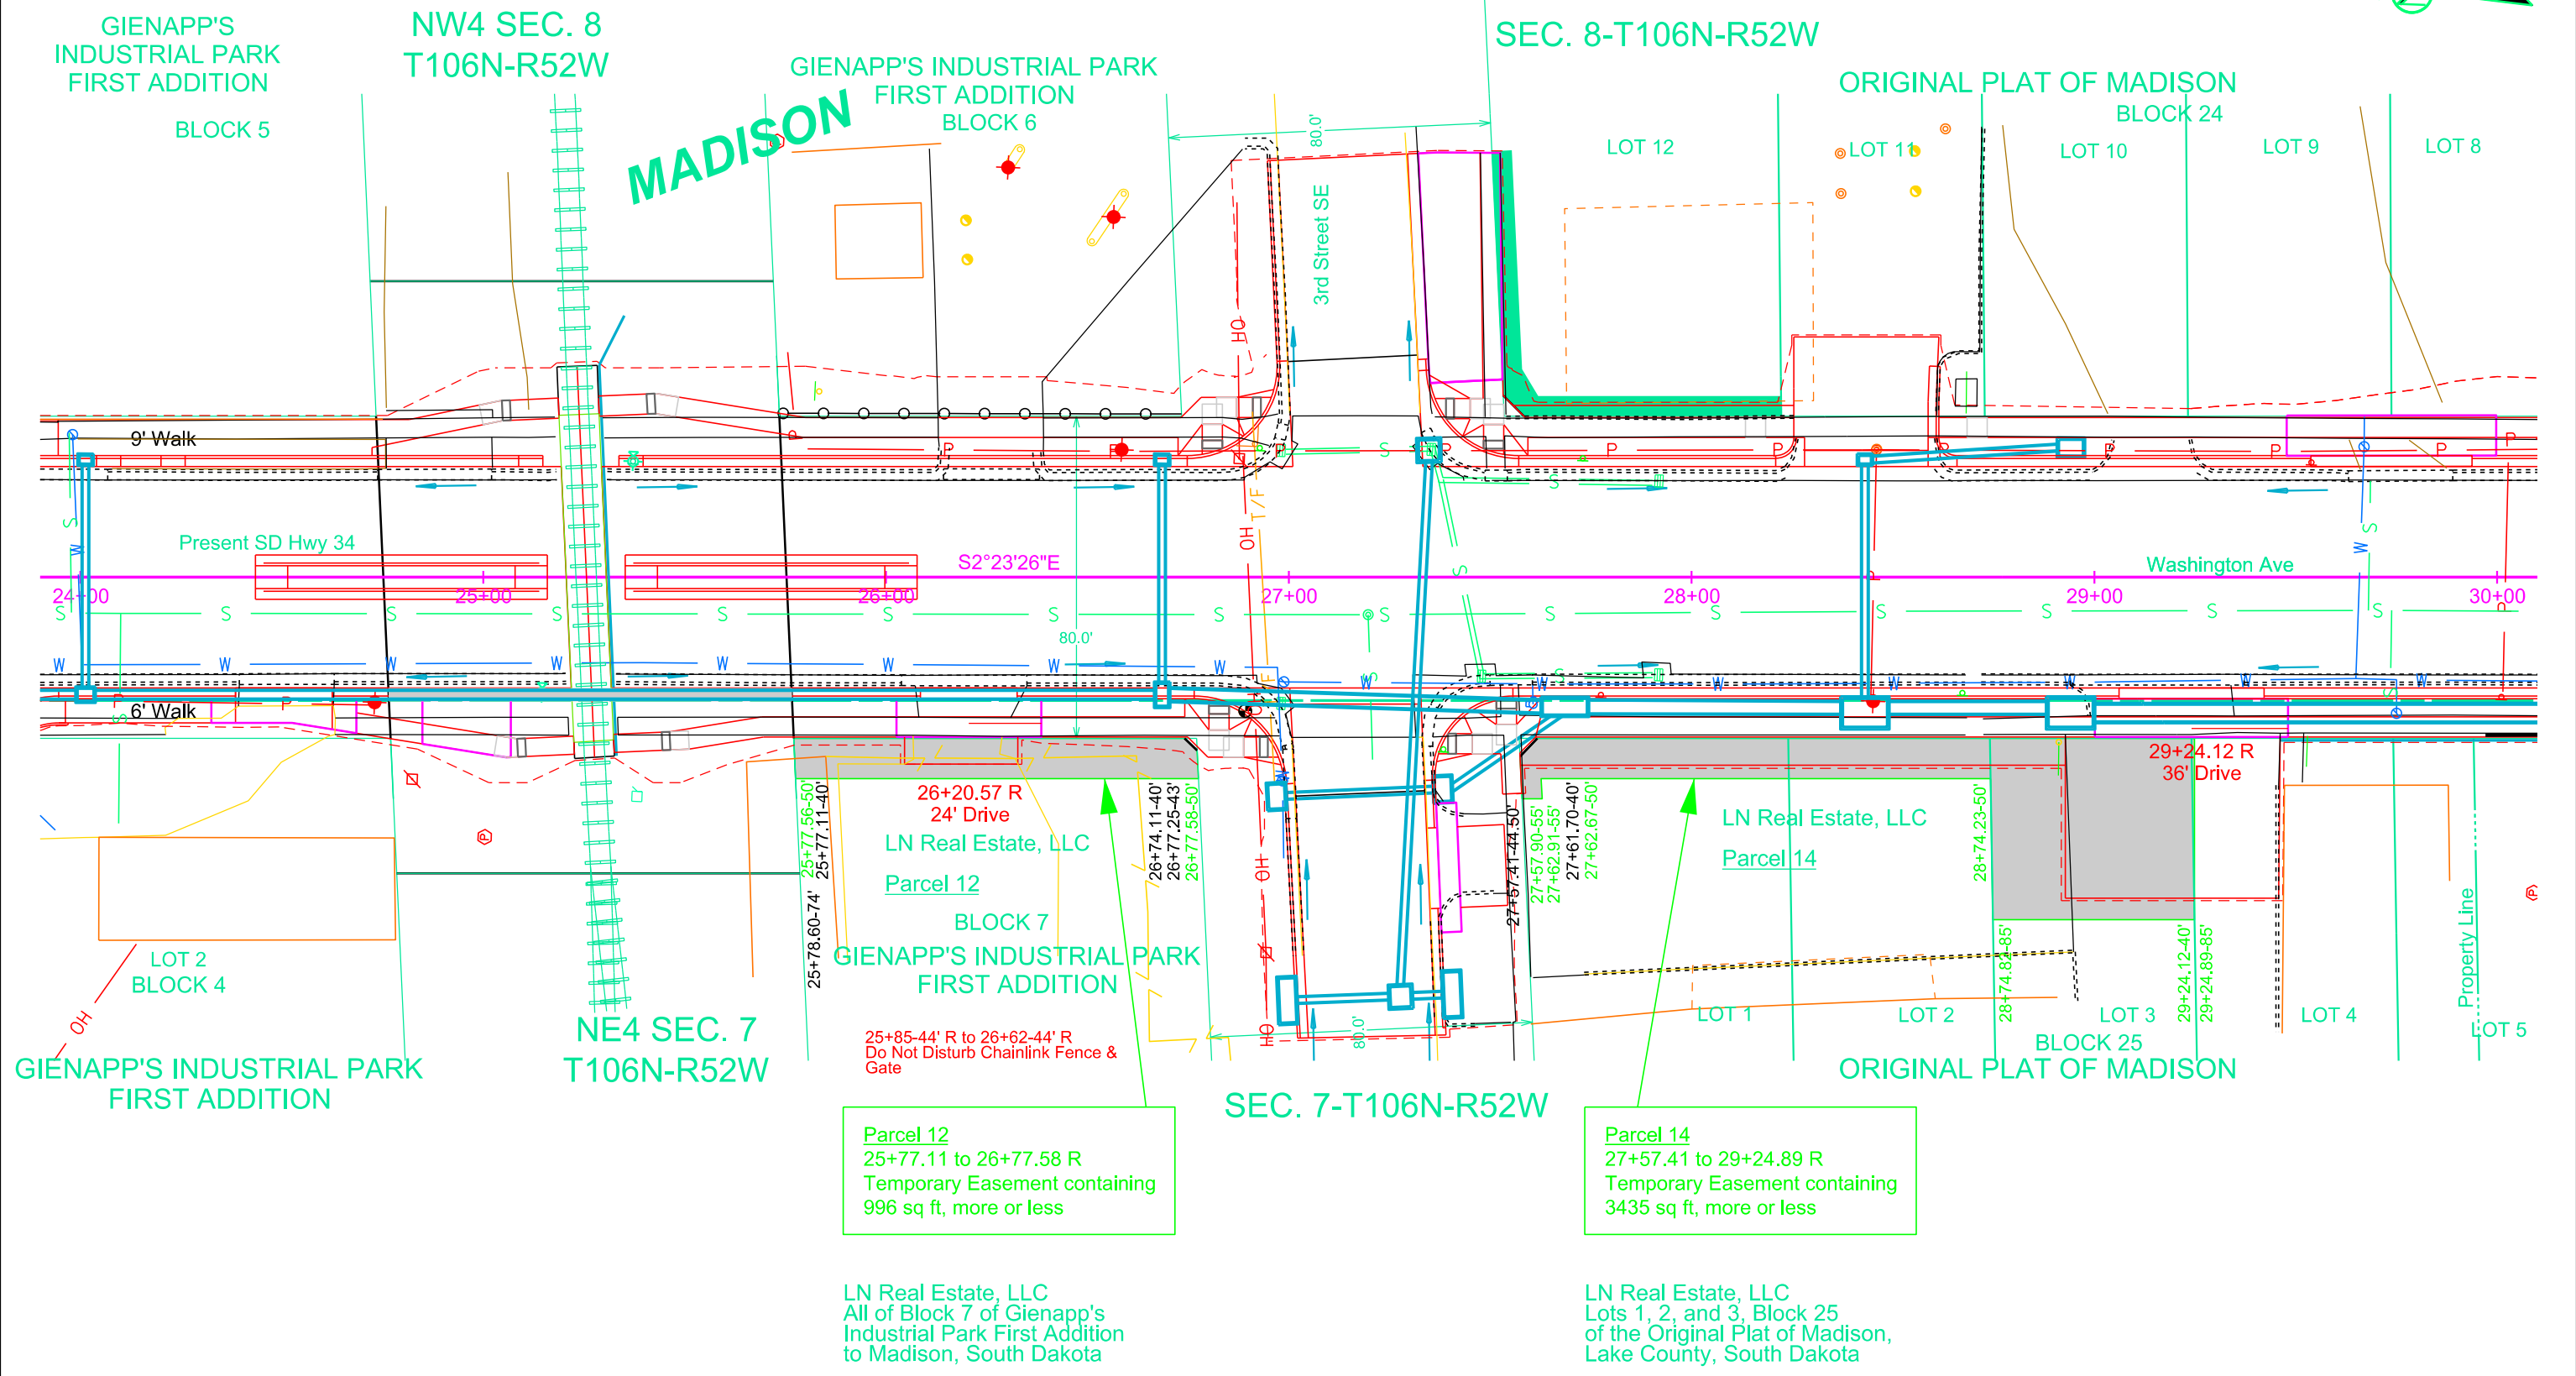 GIENAPP'S
INDUSTRIAL PARK
FIRST ADDITION
BLOCK 5
NW4 SEC. 8
T106N-R52W
MADISON
GIENAPP'S INDUSTRIAL PARK
FIRST ADDITION
BLOCK 6
SEC. 8-T106N-R52W
ORIGINAL PLAT OF MADISON
BLOCK 24
LOT 12
LOT 11
LOT 10
LOT 9
LOT 8
80.0'
3rd Street SE
OH
9' Walk
P P P P P P P P P
S S S
Present SD Hwy 34
S2°23'26"E
OH
T/F
Washington Ave
24+00
25+00
26+00
27+00
28+00
29+00
30+00
S S S S S S S S S S S S S S S
80.0'
W W W W W W W W W W W W W W W
6' Walk
P
26+20.57 R
24' Drive
LN Real Estate, LLC
Parcel 12
BLOCK 7
GIENAPP'S INDUSTRIAL PARK
FIRST ADDITION
25+77.56-50'
25+77.11-40'
25+78.60-74'
26+74.11-40'
26+77.25-43'
26+77.58-50'
OH
OH
80.0'
27+57.41-44.50'
27+57.90-55'
27+62.91-55'
27+61.70-40'
27+62.67-50'
LN Real Estate, LLC
Parcel 14
28+74.23-50'
28+74.82-85'
29+24.12 R
36' Drive
29+24.12-40'
29+24.89-85'
Property Line
LOT 1
LOT 2
LOT 3
LOT 4
LOT 5
BLOCK 25
ORIGINAL PLAT OF MADISON
LOT 2
BLOCK 4
OH
GIENAPP'S INDUSTRIAL PARK
FIRST ADDITION
NE4 SEC. 7
T106N-R52W
25+85-44' R to 26+62-44' R
Do Not Disturb Chainlink Fence &
Gate
SEC. 7-T106N-R52W
Parcel 12
25+77.11 to 26+77.58 R
Temporary Easement containing
996 sq ft, more or less
Parcel 14
27+57.41 to 29+24.89 R
Temporary Easement containing
3435 sq ft, more or less
LN Real Estate, LLC
All of Block 7 of Gienapp's
Industrial Park First Addition
to Madison, South Dakota
LN Real Estate, LLC
Lots 1, 2, and 3, Block 25
of the Original Plat of Madison,
Lake County, South Dakota